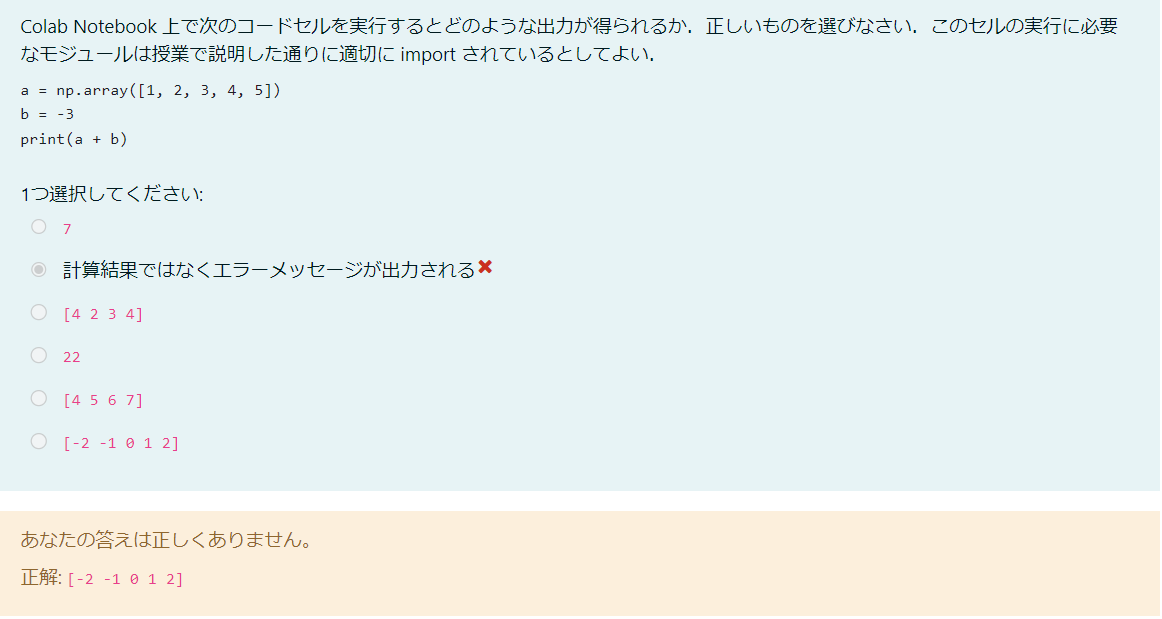 Colab Notebook 上で次のコードセルを実行するとどのような出力が得られるか．正しいものを選びなさい．このセルの実行に必要
なモジュールは授業で説明した通りに適切に import されているとしてよい．
a = np.array([1, 2, 3, 4, 5])
b = -3
print(a + b)
1つ選択してください:
7
計算結果ではなくエラーメッセージが出力される
[4 2 3 4]
22
[4 5 6 7]
[-2 -1 0 1 2]
あなたの答えは正しくありません。
正解: [-2 -1 0 1 2]